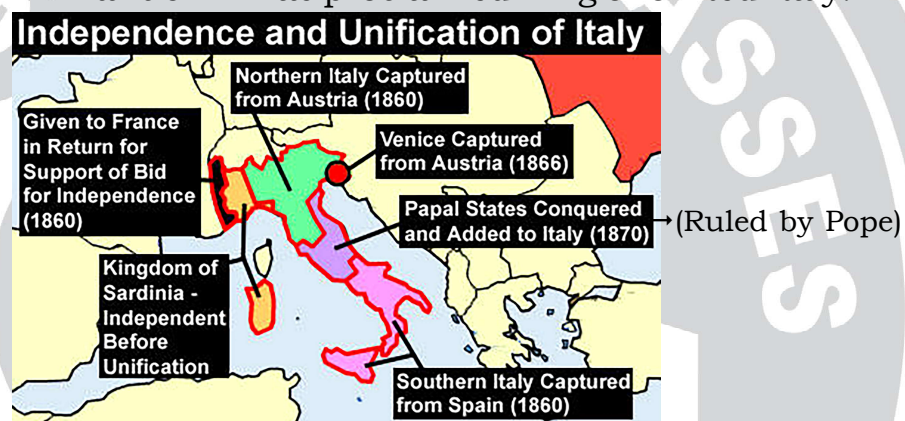 Independence and Unification of Italy
Northern Italy Captured
from Austria (1860)
Given to France
in Return for
Support of Bid
for Independence
(1860)
Venice Captured
from Austria (1866)
Papal States Conquered
and Added to Italy (1870)
(Ruled by Pope)
Kingdom of
Sardinia -
Independent
Before
Unification
Southern Italy Captured
from Spain (1860)
SSES